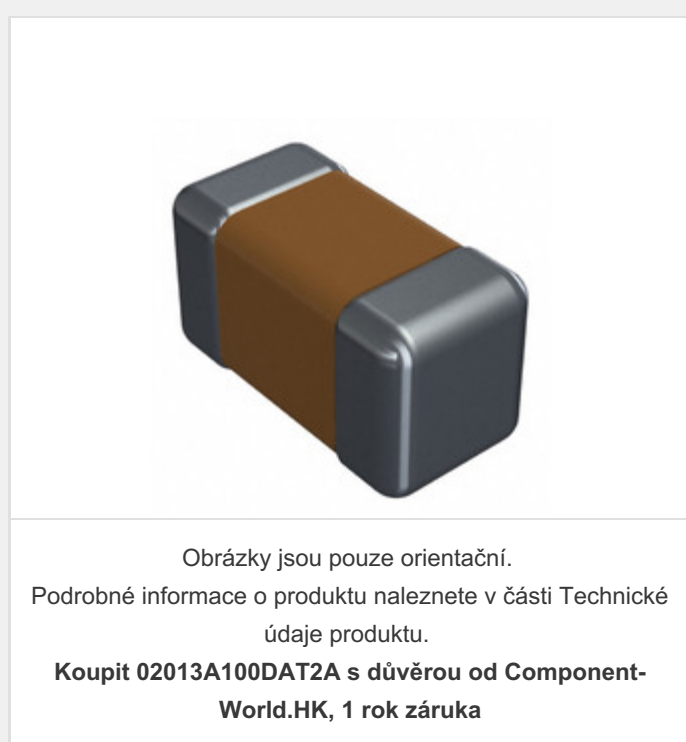 Obrázky jsou pouze orientační.
Podrobné informace o produktu naleznete v části Technické
údaje produktu.
Koupit 02013A100DAT2A s důvěrou od Component-
World.HK, 1 rok záruka